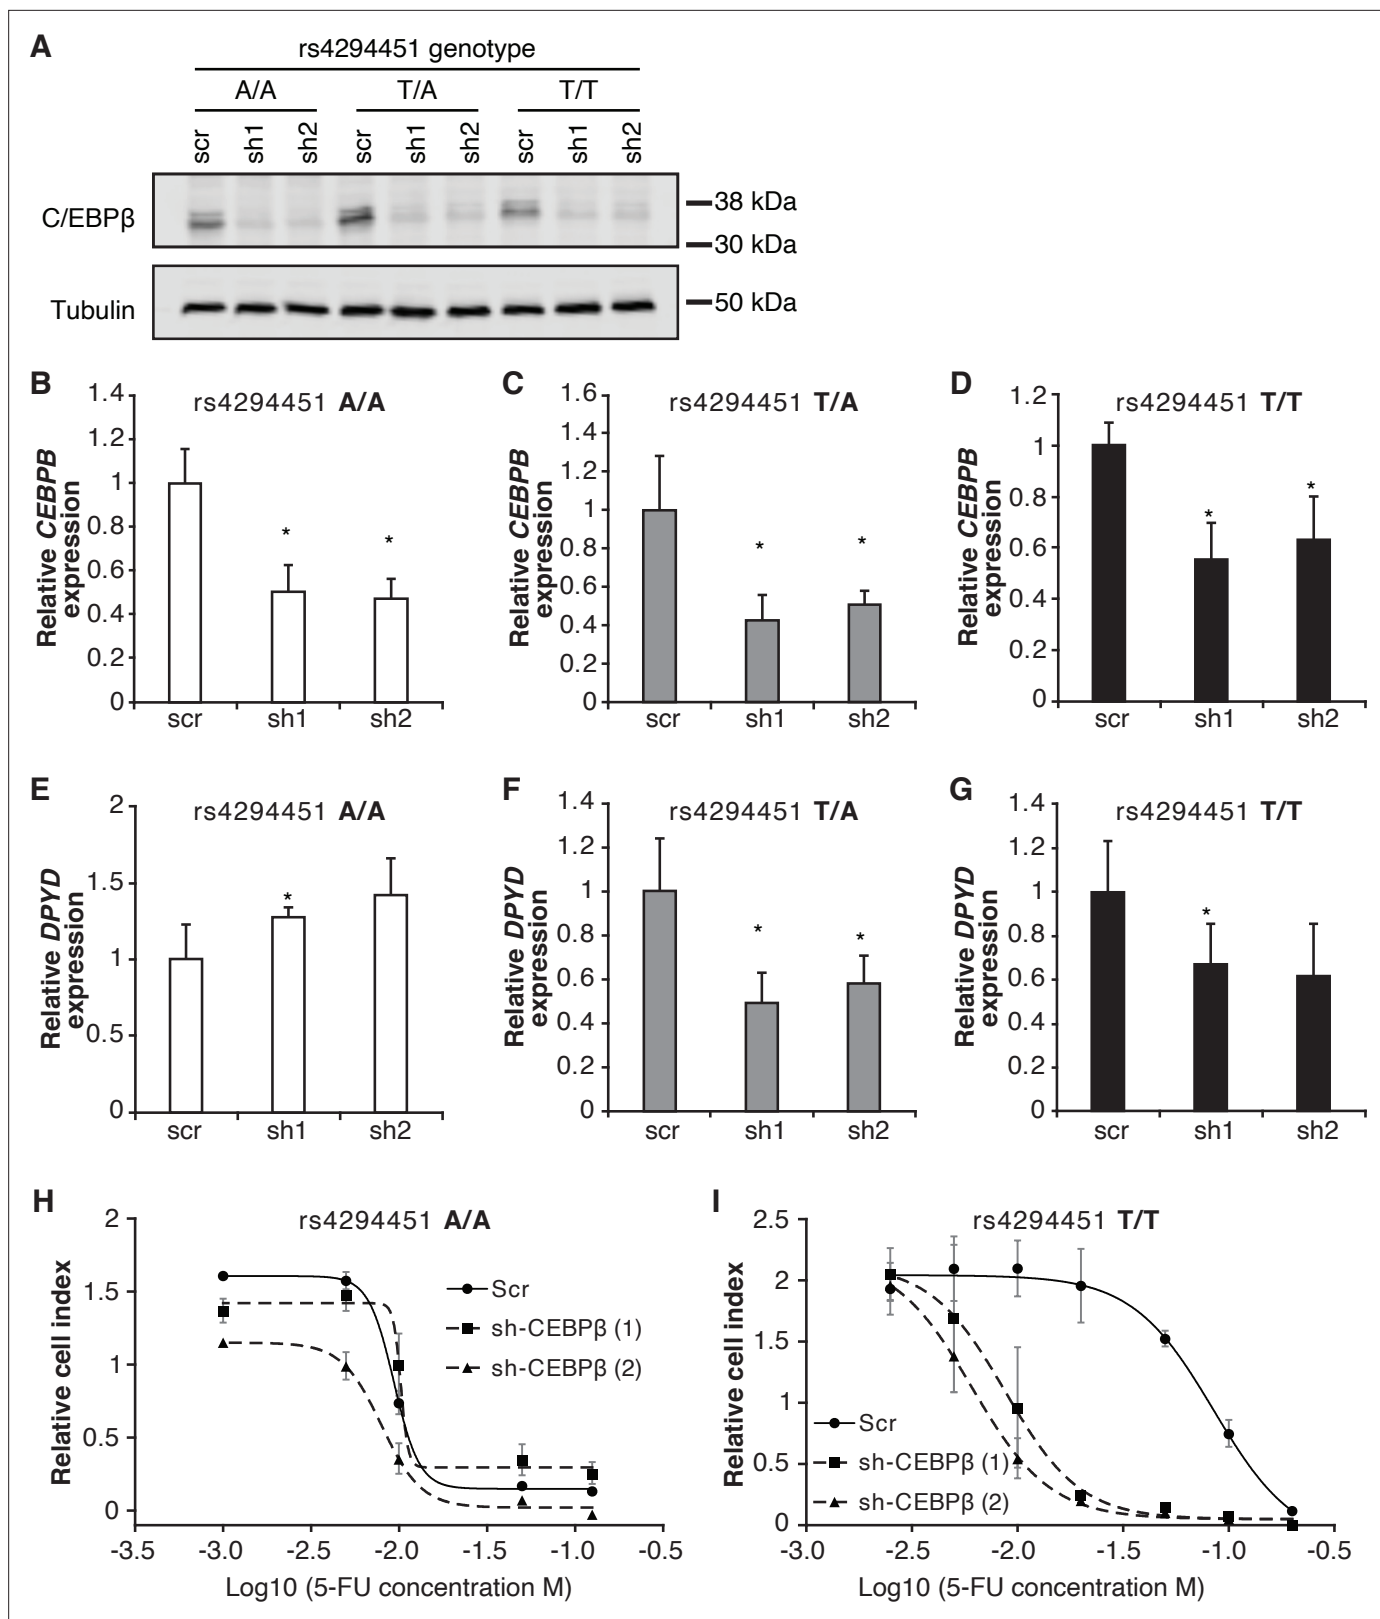 A
rs4294451 genotype
A/A T/A T/T
scr sh1 sh2 scr sh1 sh2 scr sh1 sh2
C/EBPβ
38 kDa
30 kDa
Tubulin
50 kDa
B
rs4294451 A/A
Relative CEBPB
expression
1.4
1.2
1
0.8
0.6
0.4
0.2
0
* *
scr sh1 sh2
C
rs4294451 T/A
Relative CEBPB
expression
1.6
1.4
1.2
1
0.8
0.6
0.4
0.2
0
* *
scr sh1 sh2
D
rs4294451 T/T
Relative CEBPB
expression
1.2
1
0.8
0.6
0.4
0.2
0
* *
scr sh1 sh2
E
rs4294451 A/A
Relative DPYD
expression
2
1.5
1
0.5
0
*
scr sh1 sh2
F
rs4294451 T/A
Relative DPYD
expression
1.4
1.2
1
0.8
0.6
0.4
0.2
0
* *
scr sh1 sh2
G
rs4294451 T/T
Relative DPYD
expression
1.4
1.2
1
0.8
0.6
0.4
0.2
0
*
scr sh1 sh2
H
rs4294451 A/A
Relative cell index
2
1.5
1
0.5
0
Scr
sh-CEBPβ (1)
sh-CEBPβ (2)
-3.5 -3.0 -2.5 -2.0 -1.5 -1.0 -0.5
Log10 (5-FU concentration M)
I
rs4294451 T/T
Relative cell index
2.5
2
1.5
1
0.5
0
Scr
sh-CEBPβ (1)
sh-CEBPβ (2)
-3.0 -2.5 -2.0 -1.5 -1.0 -0.5
Log10 (5-FU concentration M)